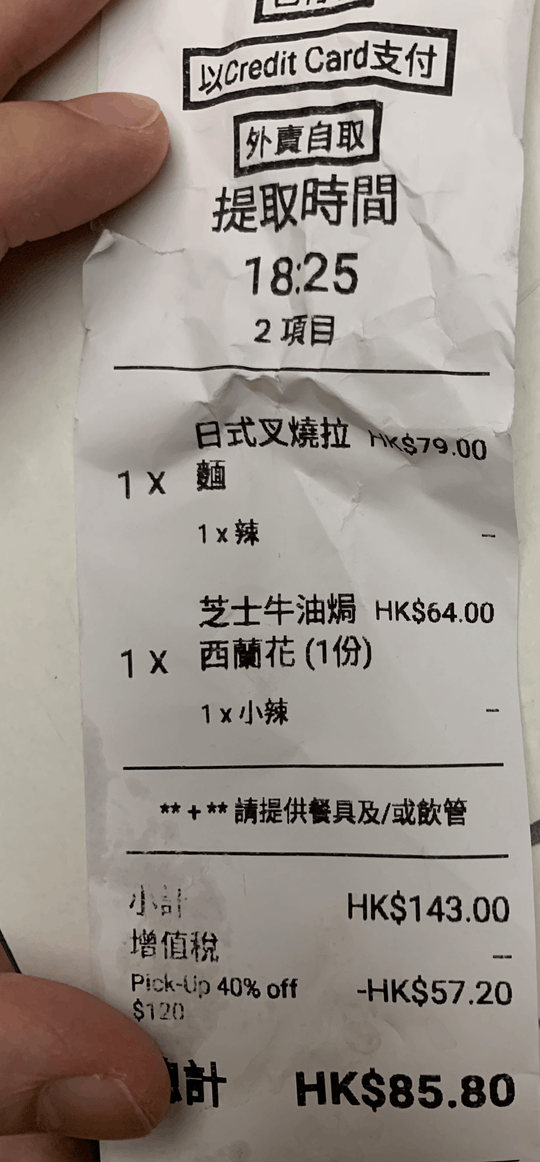 以Credit Card支付
外賣自取
提取時間
18:25
2 項目
日式叉燒拉 HK$79.00
1 x 麵
1 x 辣 –
芝士牛油焗 HK$64.00
1 x 西蘭花 (1份)
1 x 小辣 –
** + ** 請提供餐具及/或飲管
小計 HK$143.00
增值稅 –
Pick-Up 40% off -HK$57.20
$120
計 HK$85.80